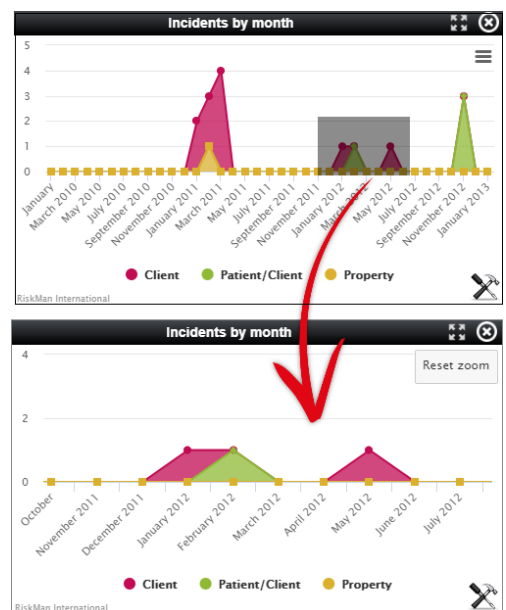 Incidents by month
5
4
3
2
1
0
January
March 2010
May 2010
July 2010
September 2010
November 2010
January 2011
March 2011
May 2011
July 2011
September 2011
November 2011
January 2012
March 2012
May 2012
July 2012
September 2012
November 2012
January 2013
Client Patient/Client Property
RiskMan International
Incidents by month
Reset zoom
4
2
0
October
November 2011
December 2011
January 2012
February 2012
March 2012
April 2012
May 2012
June 2012
July 2012
Client Patient/Client Property
RiskMan International